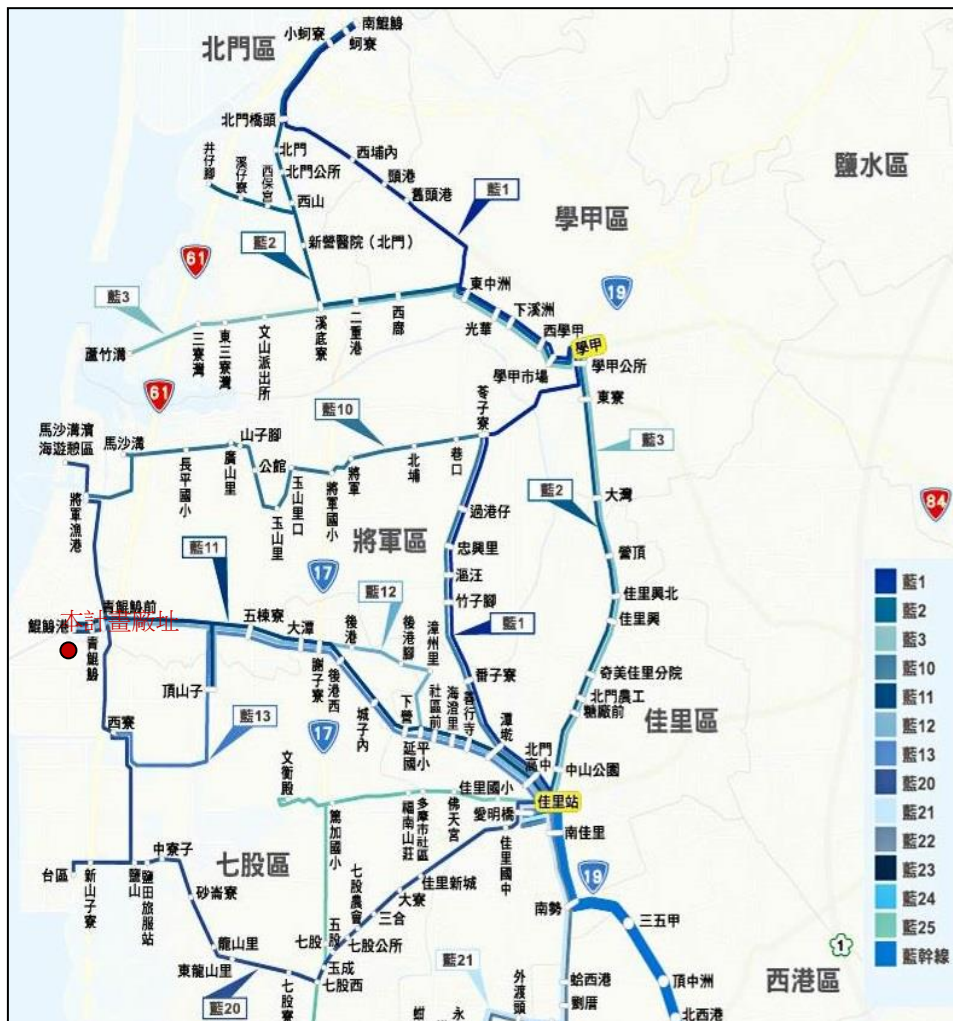 南鯤鯓
小蚵寮
蚵寮
北門區
北門橋頭
井仔腳
溪仔寮
西保宮
北門
北門公所
西山
西埔內
頭港
舊頭港
藍1
鹽水區
學甲區
藍2
新營醫院（北門）
61
19
藍3
東中洲
下溪洲
光華
西學甲
學甲
學甲公所
學甲市場
蘆竹溝
三寮灣
東三寮灣
文山派出所
溪底寮
二重港
西廍
61
苓子寮
東寮
藍10
藍3
馬沙溝濱
海遊憩區
馬沙溝
山子腳
長平國小
廣山里
公館
玉山里
玉山里口
將軍國小
將軍
北埔
巷口
藍2
大灣
84
將軍漁港
將軍區
過港仔
忠興里
漚汪
竹子腳
營頂
佳里興北
佳里興
藍11
17
藍12
藍1
青鯤鯓前
本計畫廠址
鯤鯓港
青鯤鯓
五棟寮
大潭
謝子寮
後港
後港西
後港腳
漳州里
番子寮
奇美佳里分院
北門農工
糖廠前
佳里區
頂山子
藍13
西寮
17
城子內
下營
社區前
海澄里
善行寺
延平國小
潭墘
北門高中
中山公園
佳里站
文衡殿
篤加國小
福南山莊
多摩市社區
佛天宮
佳里國小
愛明橋
南佳里
佳里國中
七股區
台區
新山子寮
鹽山
鹽田旅服站
中寮子
砂崙寮
龍山里
東龍山里
藍20
七股寮
七股西
玉成
七股
五股
七股公所
七股農會
三合
大寮
佳里新城
19
南勢
三五甲
頂中洲
北西港
西港區
1
藍21
外渡頭
蛤西港
劉厝
蚶
永
藍1
藍2
藍3
藍10
藍11
藍12
藍13
藍20
藍21
藍22
藍23
藍24
藍25
藍幹線